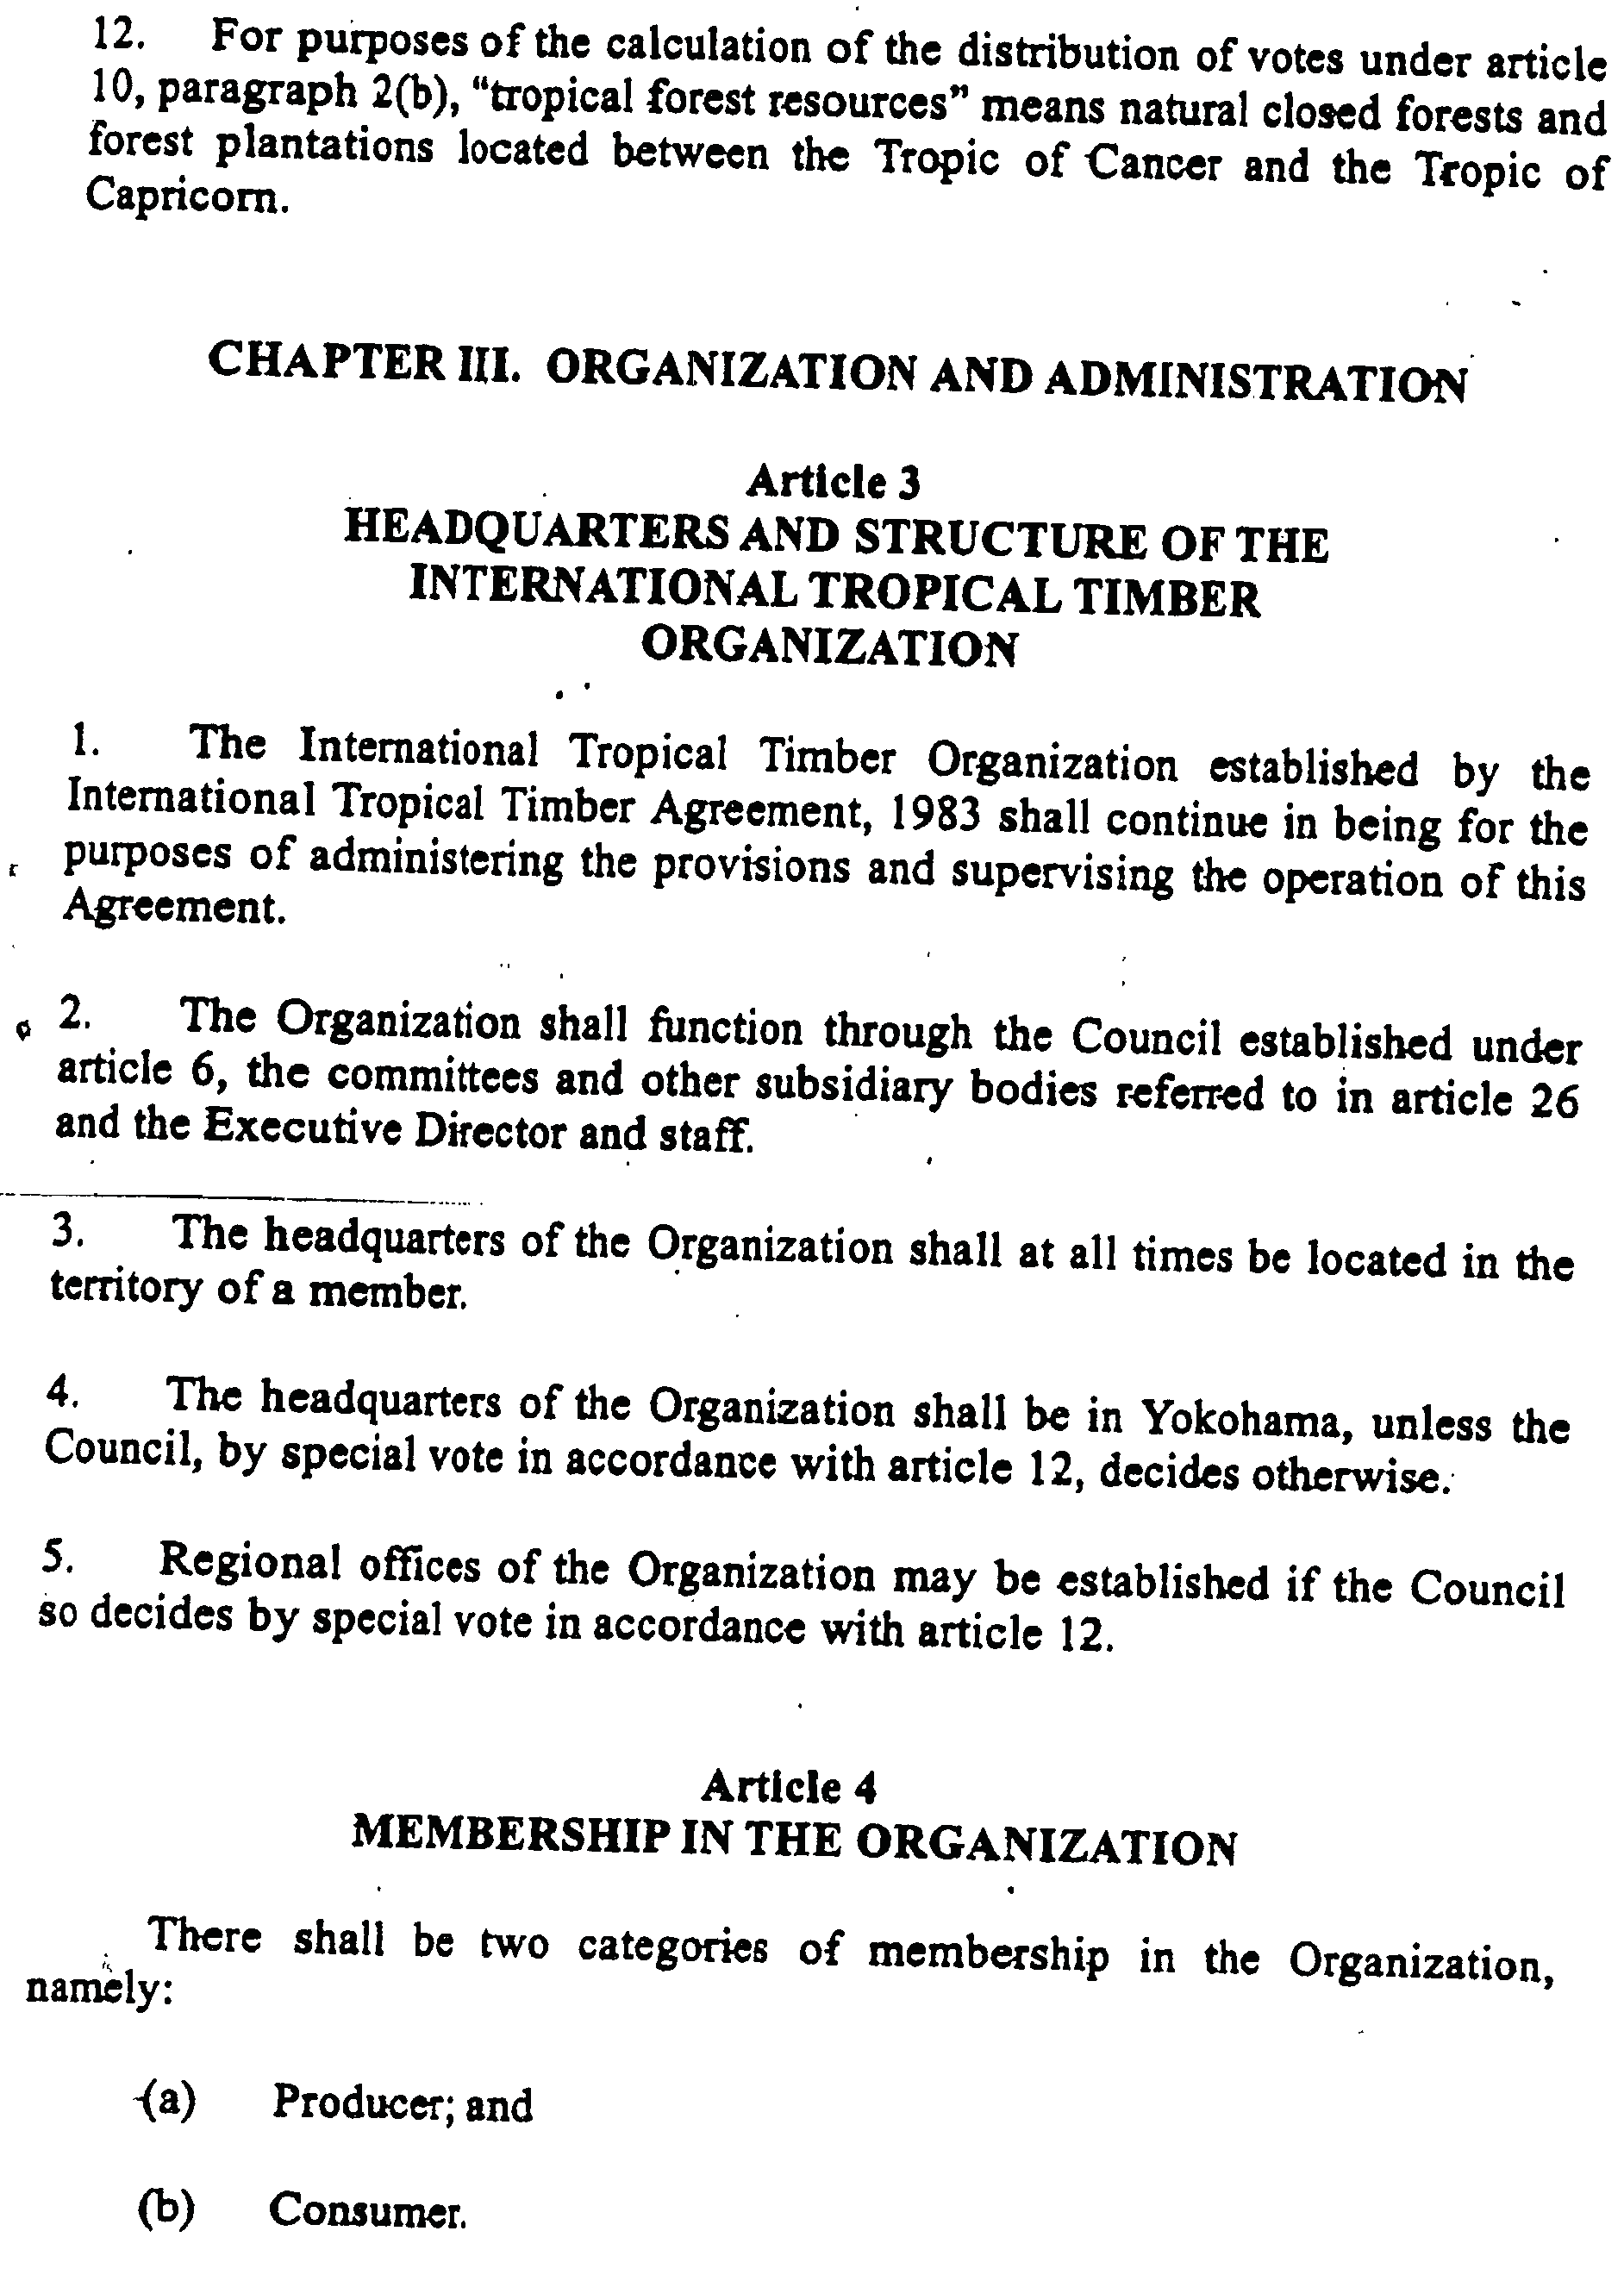 12. For purposes of the calculation of the distribution of votes under article
10, paragraph 2(b), “tropical forest resources” means natural closed forests and
forest plantations located between the Tropic of Cancer and the Tropic of
Capricorn.
CHAPTER III. ORGANIZATION AND ADMINISTRATION
Article 3
HEADQUARTERS AND STRUCTURE OF THE
INTERNATIONAL TROPICAL TIMBER
ORGANIZATION
1. The International Tropical Timber Organization established by the
International Tropical Timber Agreement, 1983 shall continue in being for the
purposes of administering the provisions and supervising the operation of this
Agreement.
2. The Organization shall function through the Council established under
article 6, the committees and other subsidiary bodies referred to in article 26
and the Executive Director and staff.
3. The headquarters of the Organization shall at all times be located in the
territory of a member.
4. The headquarters of the Organization shall be in Yokohama, unless the
Council, by special vote in accordance with article 12, decides otherwise.
5. Regional offices of the Organization may be established if the Council
so decides by special vote in accordance with article 12.
Article 4
MEMBERSHIP IN THE ORGANIZATION
There shall be two categories of membership in the Organization,
namely:
(a) Producer; and
(b) Consumer.